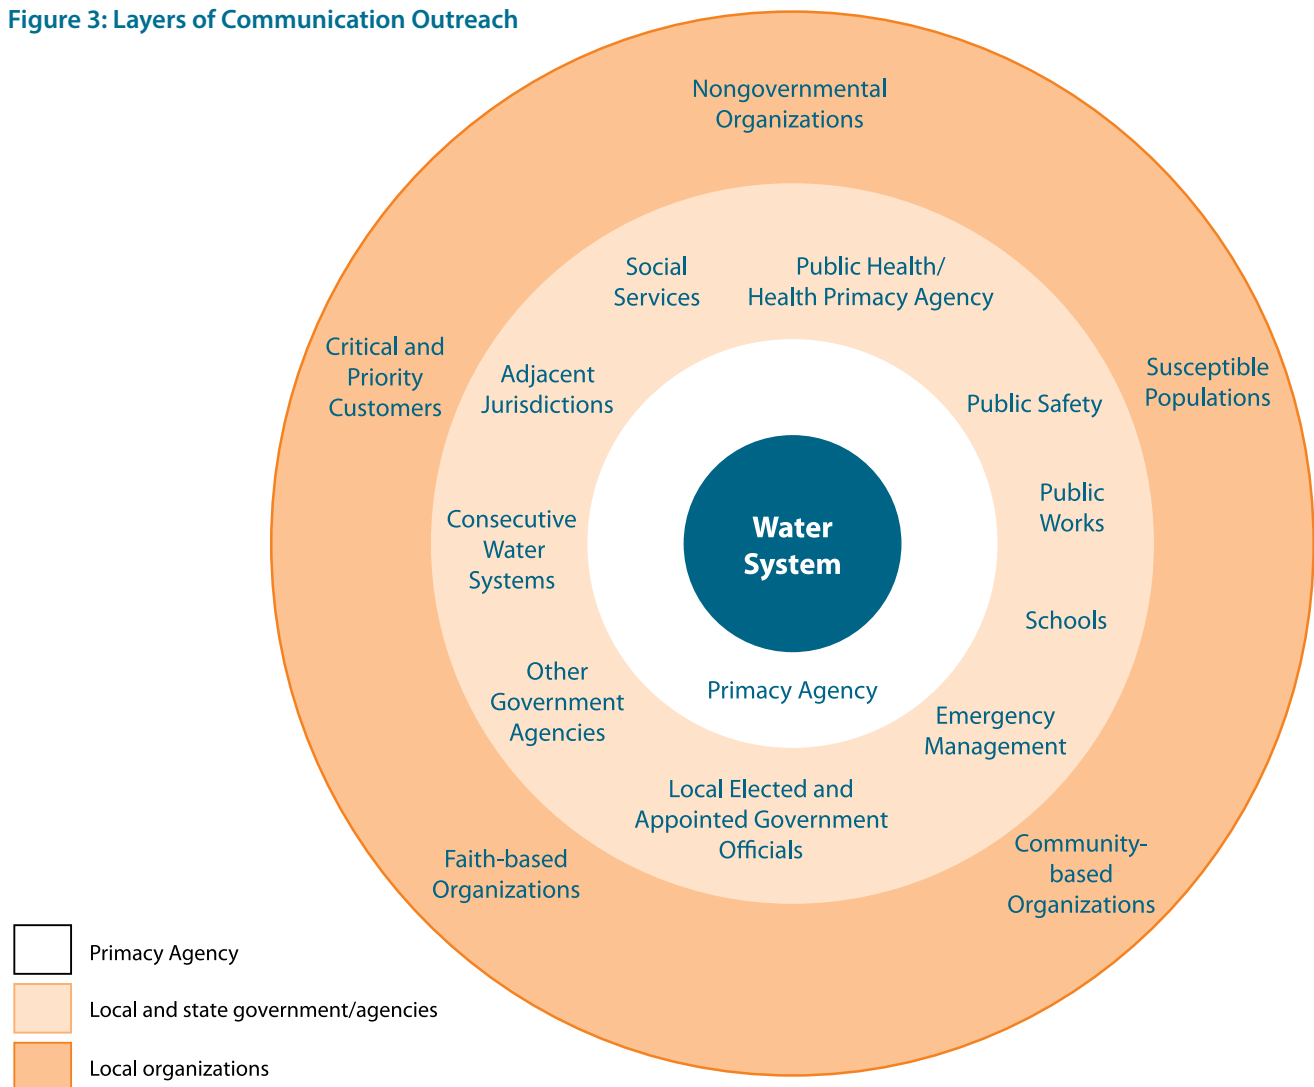 Figure 3: Layers of Communication Outreach
Nongovernmental
Organizations
Social
Services
Public Health/
Health Primacy Agency
Critical and
Priority
Customers
Adjacent
Jurisdictions
Public Safety
Susceptible
Populations
Consecutive
Water
Systems
Water
System
Public
Works
Schools
Other
Government
Agencies
Primacy Agency
Emergency
Management
Local Elected and
Appointed Government
Officials
Faith-based
Organizations
Community-
based
Organizations
Primacy Agency
Local and state government/agencies
Local organizations